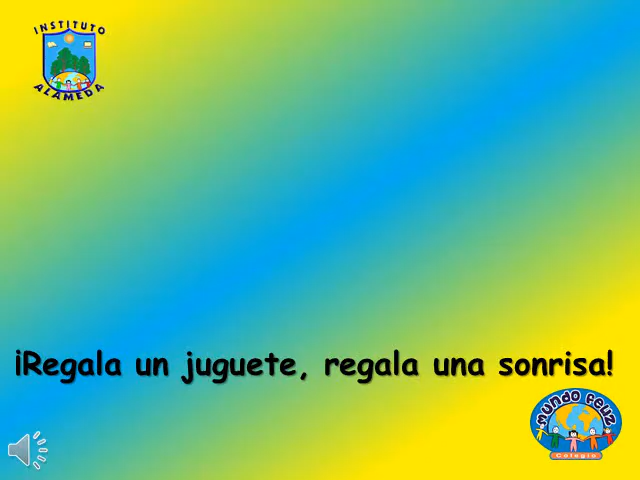 INSTITUTO
ALAMEDA
¡Regala un juguete, regala una sonrisa!
MUNDO FELIZ
Colegio